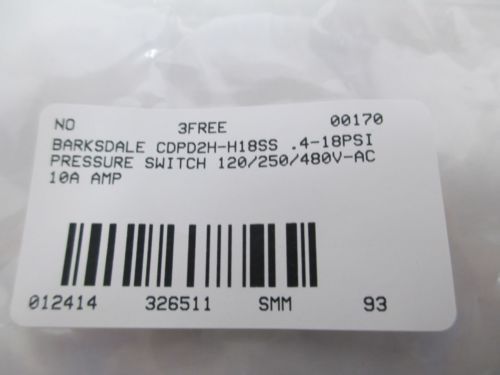 NO 3FREE 00170
BARKSDALE CDPD2H-H18SS .4-18PSI
PRESSURE SWITCH 120/250/480V-AC
10A AMP
012414 326511 SMM 93